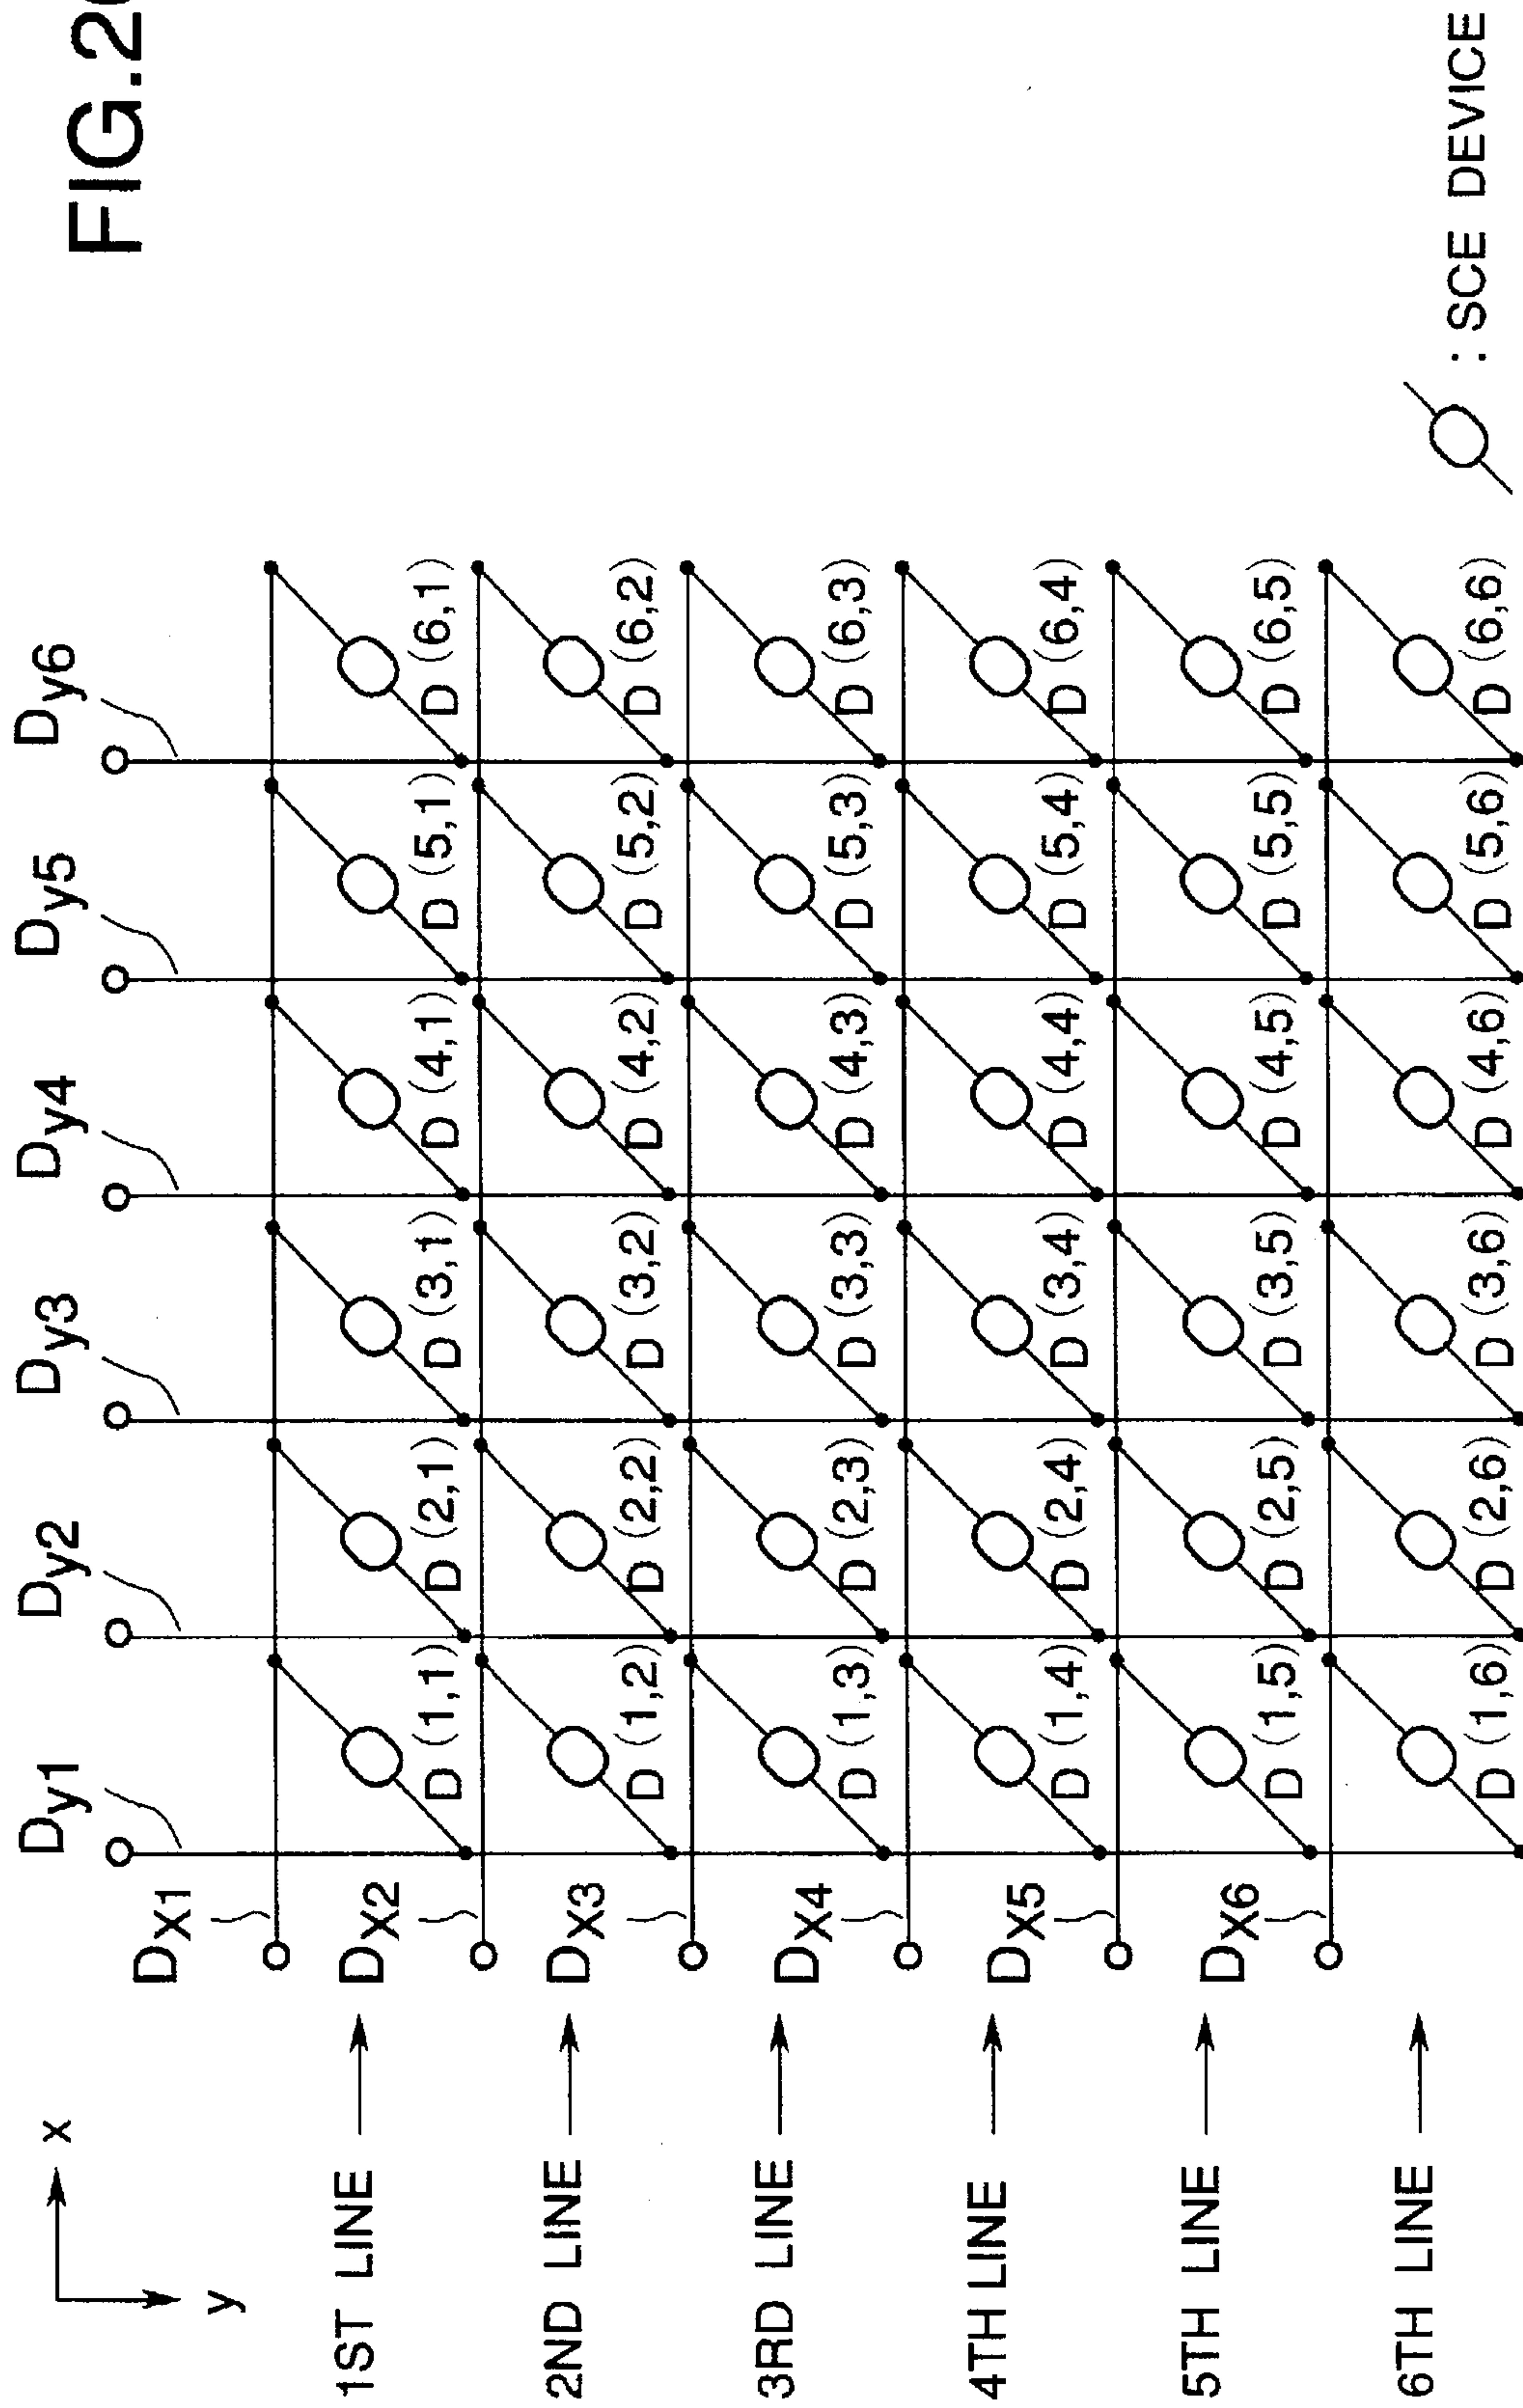 FIG.2
x
y
Dy1 Dy2 Dy3 Dy4 Dy5 Dy6
DX1
1ST LINE
D (1,1) D (2,1) D (3,1) D (4,1) D (5,1) D (6,1)
DX2
2ND LINE
D (1,2) D (2,2) D (3,2) D (4,2) D (5,2) D (6,2)
DX3
3RD LINE
D (1,3) D (2,3) D (3,3) D (4,3) D (5,3) D (6,3)
DX4
4TH LINE
D (1,4) D (2,4) D (3,4) D (4,4) D (5,4) D (6,4)
DX5
5TH LINE
D (1,5) D (2,5) D (3,5) D (4,5) D (5,5) D (6,5)
DX6
6TH LINE
D (1,6) D (2,6) D (3,6) D (4,6) D (5,6) D (6,6)
: SCE DEVICE